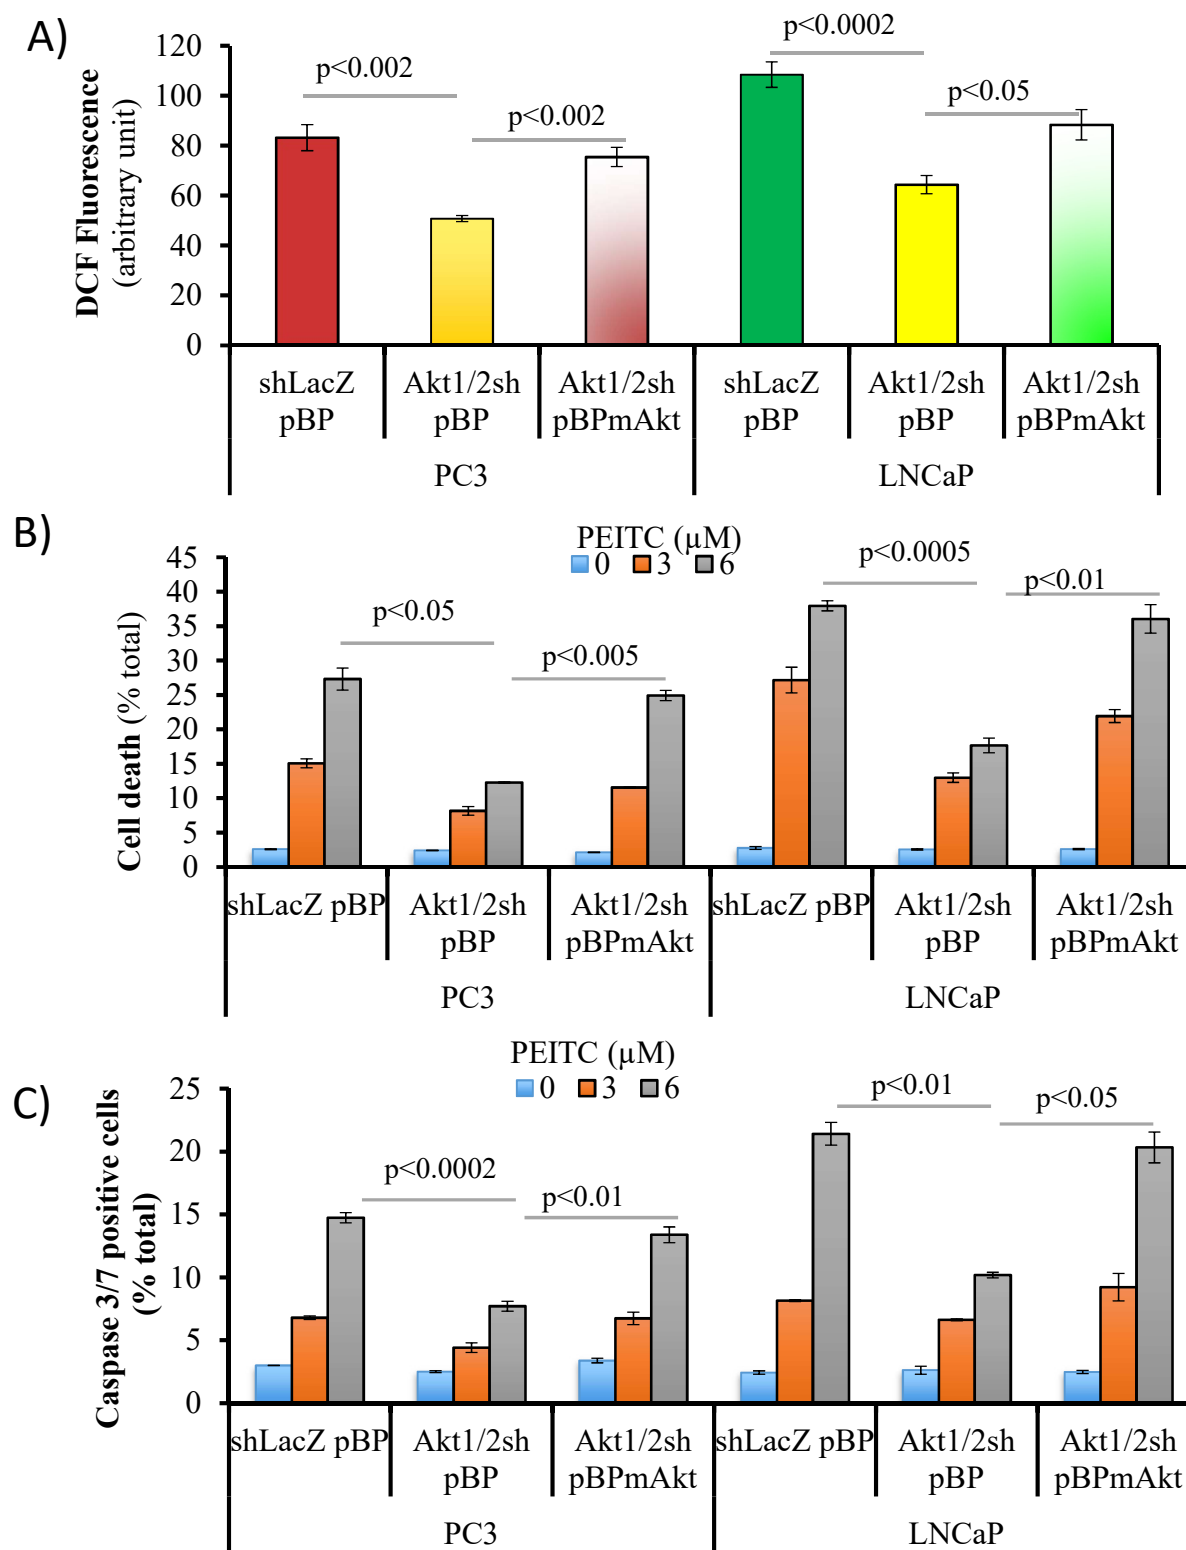 A)
DCF Fluorescence
(arbitrary unit)
120
100
80
60
40
20
0
p<0.002
p<0.002
p<0.0002
p<0.05
shLacZ
pBP
Akt1/2sh
pBP
Akt1/2sh
pBPmAkt
shLacZ
pBP
Akt1/2sh
pBP
Akt1/2sh
pBPmAkt
PC3
LNCaP
B)
PEITC (µM)
0 3 6
Cell death (% total)
45
40
35
30
25
20
15
10
5
0
p<0.05
p<0.005
p<0.0005
p<0.01
shLacZ pBP
Akt1/2sh
pBP
Akt1/2sh
pBPmAkt
shLacZ pBP
Akt1/2sh
pBP
Akt1/2sh
pBPmAkt
PC3
LNCaP
C)
PEITC (µM)
0 3 6
Caspase 3/7 positive cells
(% total)
25
20
15
10
5
0
p<0.0002
p<0.01
p<0.01
p<0.05
shLacZ pBP
Akt1/2sh
pBP
Akt1/2sh
pBPmAkt
shLacZ pBP
Akt1/2sh
pBP
Akt1/2sh
pBPmAkt
PC3
LNCaP